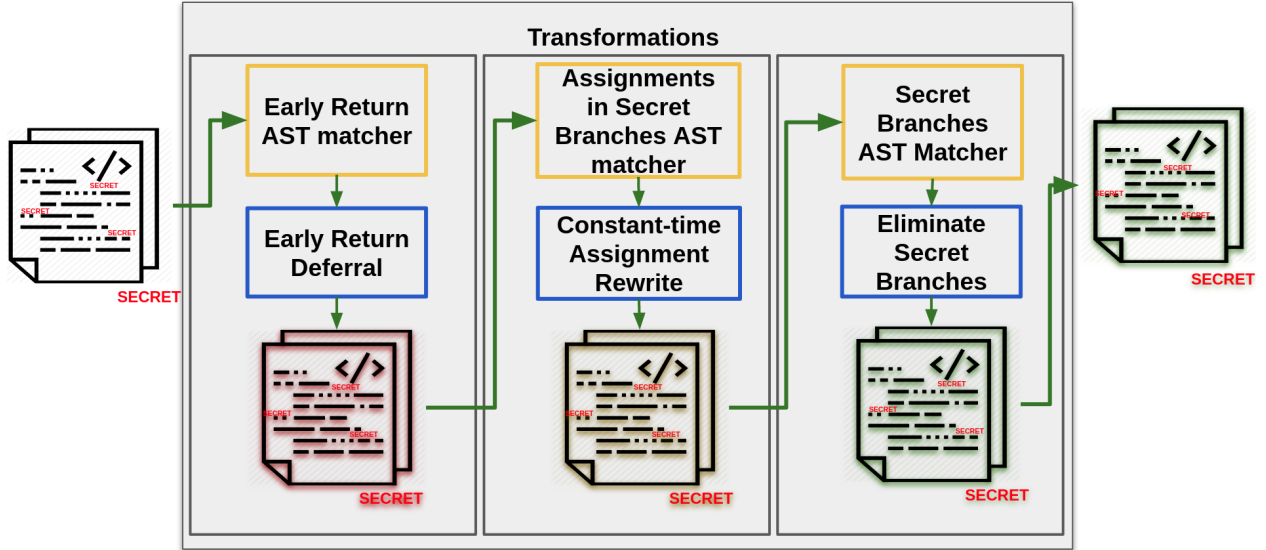 Transformations
Early Return
AST matcher
Early Return
Deferral
SECRET
SECRET
SECRET
SECRET
Assignments
in Secret
Branches AST
matcher
Constant-time
Assignment
Rewrite
SECRET
SECRET
SECRET
SECRET
Secret
Branches
AST Matcher
Eliminate
Secret
Branches
SECRET
SECRET
SECRET
SECRET
</>
SECRET
SECRET
SECRET
SECRET
</>
SECRET
SECRET
SECRET
SECRET
</>
</>
</>